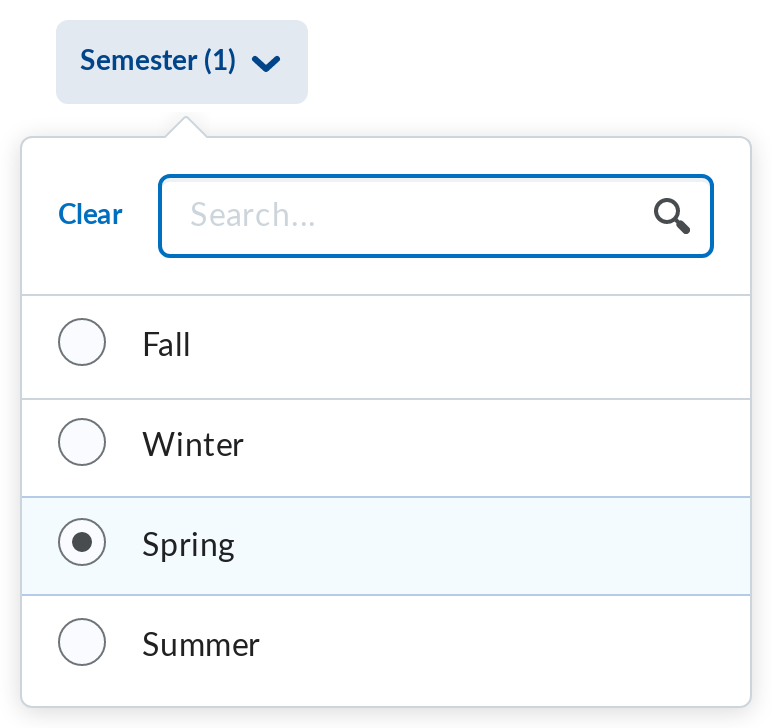 Semester (1)
Clear
Search...
Fall
Winter
Spring
Summer